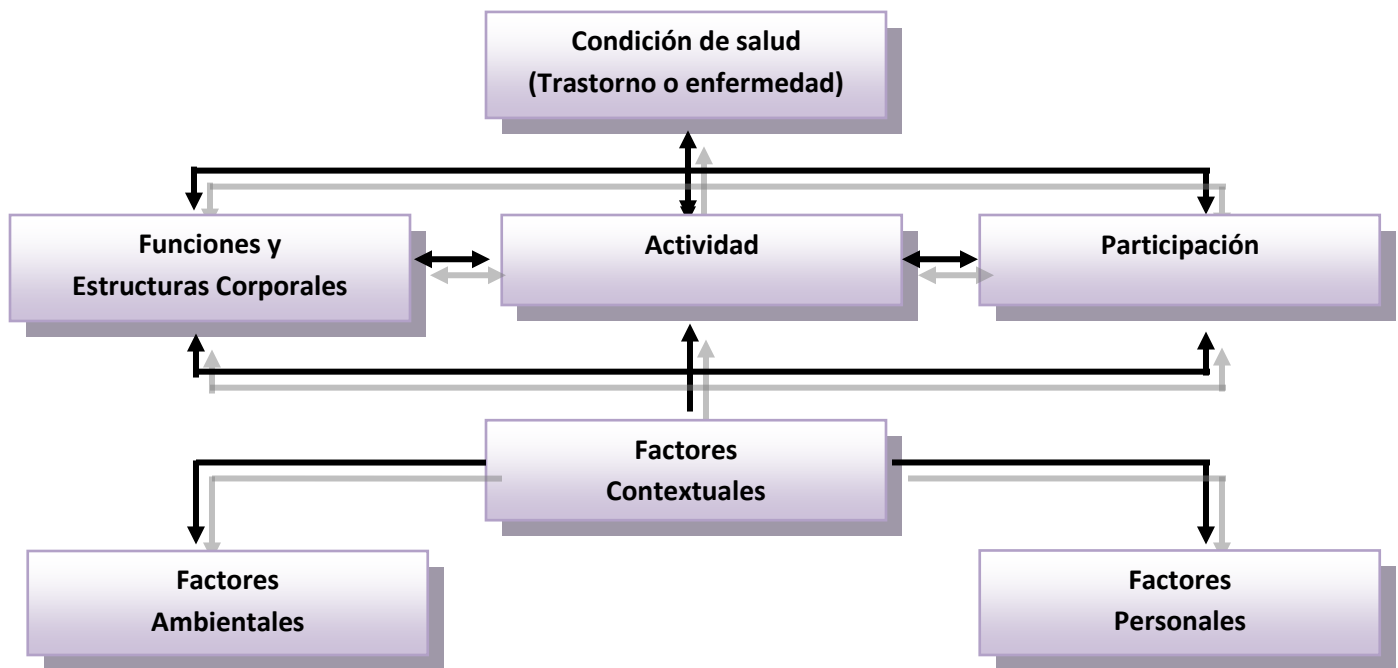 Condición de salud
(Trastorno o enfermedad)
Funciones y
Estructuras Corporales
Actividad
Participación
Factores
Contextuales
Factores
Ambientales
Factores
Personales